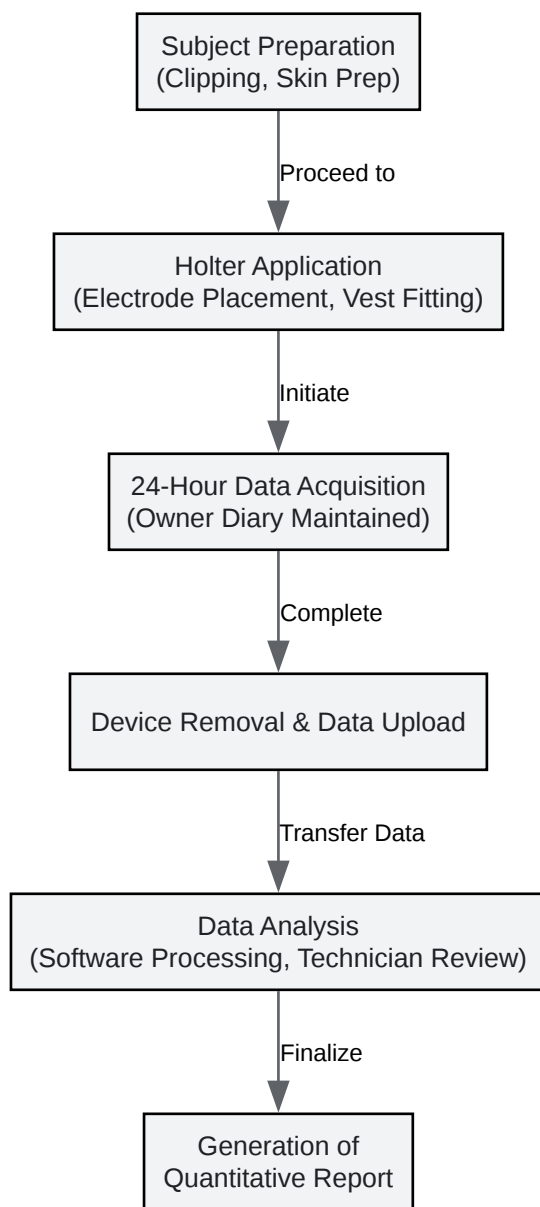 Subject Preparation
(Clipping, Skin Prep)
Proceed to
Holter Application
(Electrode Placement, Vest Fitting)
Initiate
24-Hour Data Acquisition
(Owner Diary Maintained)
Complete
Device Removal & Data Upload
Transfer Data
Data Analysis
(Software Processing, Technician Review)
Finalize
Generation of
Quantitative Report